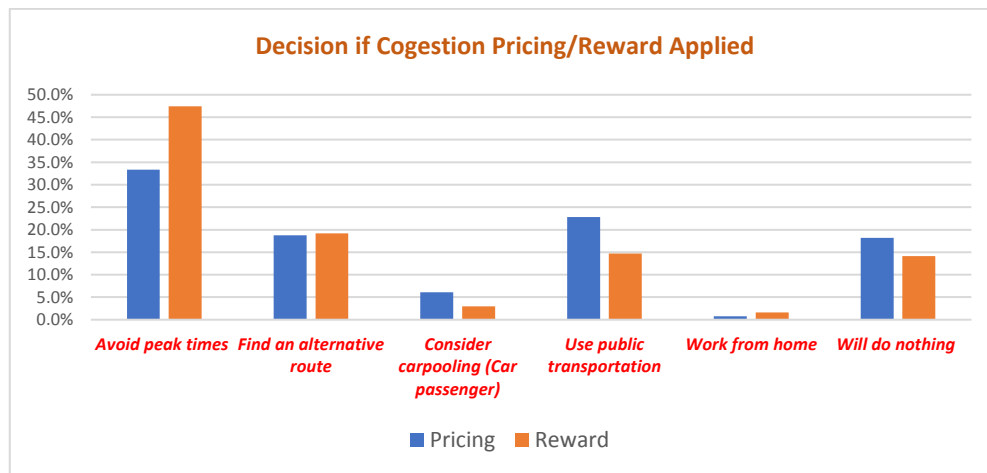 Decision if Cogestion Pricing/Reward Applied
50.0%
45.0%
40.0%
35.0%
30.0%
25.0%
20.0%
15.0%
10.0%
5.0%
0.0%
Avoid peak times
Find an alternative
route
Consider
carpooling (Car
passenger)
Use public
transportation
Work from home
Will do nothing
Pricing
Reward